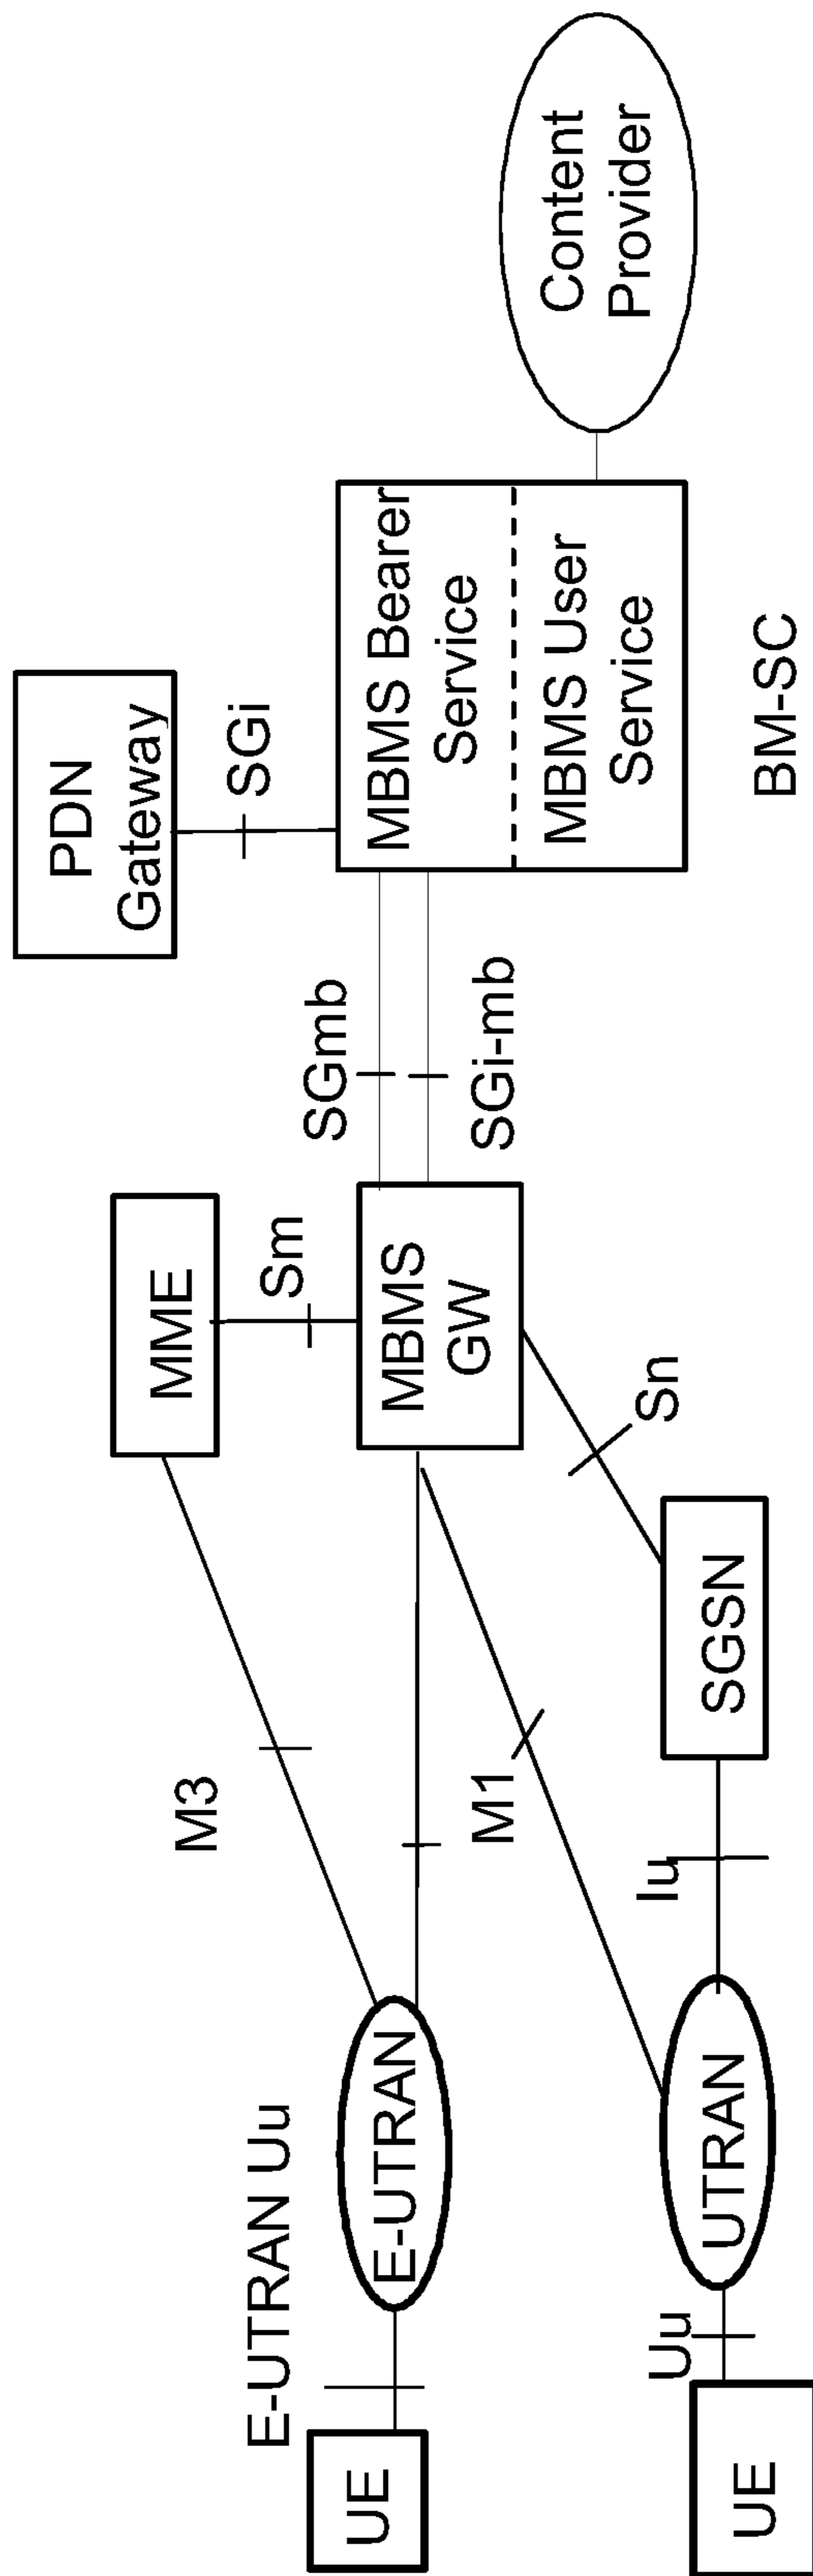 PDN
Gateway
SGi
MME
Sm
SGmb
MBMS Bearer
Service
MBMS User
Service
BM-SC
Content
Provider
M3
MBMS
GW
SGi-mb
E-UTRAN Uu
UE
E-UTRAN
M1
Sn
Iu
SGSN
Uu
UE
UTRAN